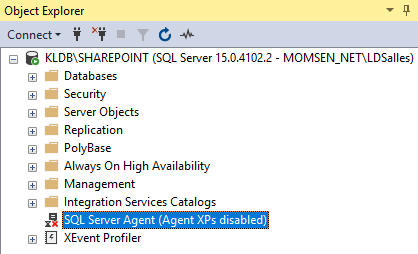 Object Explorer
Connect
KLDB\SHAREPOINT (SQL Server 15.0.4102.2 - MOMSEN_NET\LDSalles)
Databases
Security
Server Objects
Replication
PolyBase
Always On High Availability
Management
Integration Services Catalogs
SQL Server Agent (Agent XPs disabled)
XEvent Profiler